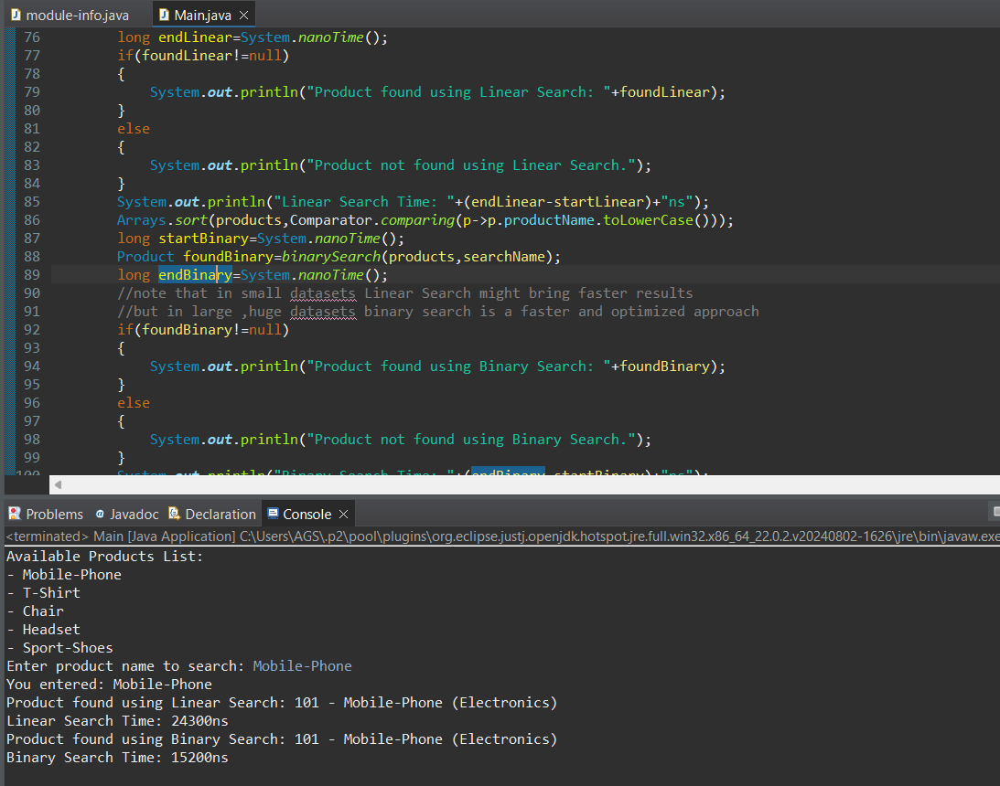 module-info.java Main.java
76 long endLinear=System.nanoTime();
77 if(foundLinear!=null)
78 {
79 System.out.println("Product found using Linear Search: "+foundLinear);
80 }
81 else
82 {
83 System.out.println("Product not found using Linear Search.");
84 }
85 System.out.println("Linear Search Time: "+(endLinear-startLinear)+"ns");
86 Arrays.sort(products,Comparator.comparing(p->p.productName.toLowerCase()));
87 long startBinary=System.nanoTime();
88 Product foundBinary=binarySearch(products,searchName);
89 long endBinary=System.nanoTime();
90 //note that in small datasets Linear Search might bring faster results
91 //but in large ,huge datasets binary search is a faster and optimized approach
92 if(foundBinary!=null)
93 {
94 System.out.println("Product found using Binary Search: "+foundBinary);
95 }
96 else
97 {
98 System.out.println("Product not found using Binary Search.");
99 }
100 System.out.println("Binary Search Time: "+(endBinary-startBinary)+"ns");
Problems Javadoc Declaration Console
<terminated> Main [Java Application] C:\Users\AGS\.p2\pool\plugins\org.eclipse.justj.openjdk.hotspot.jre.full.win32.x86_64_22.0.2.v20240802-1626\jre\bin\javaw.exe
Available Products List:
- Mobile-Phone
- T-Shirt
- Chair
- Headset
- Sport-Shoes
Enter product name to search: Mobile-Phone
You entered: Mobile-Phone
Product found using Linear Search: 101 - Mobile-Phone (Electronics)
Linear Search Time: 24300ns
Product found using Binary Search: 101 - Mobile-Phone (Electronics)
Binary Search Time: 15200ns